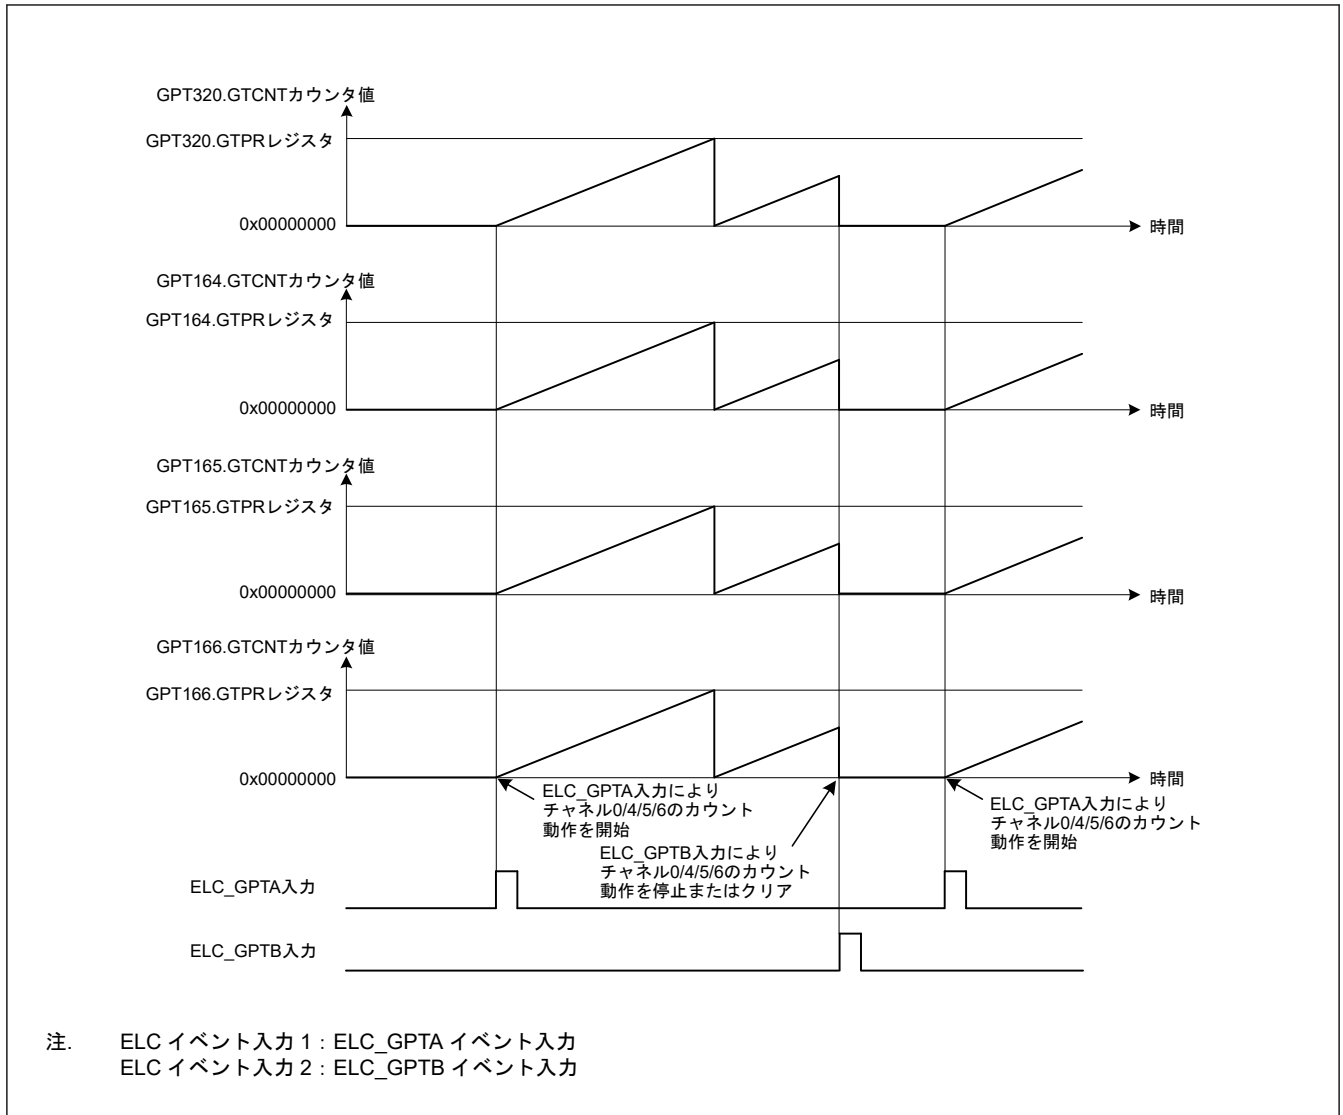 GPT320.GTCNTカウンタ値
GPT320.GTPRレジスタ
0x00000000
時間
GPT164.GTCNTカウンタ値
GPT164.GTPRレジスタ
0x00000000
時間
GPT165.GTCNTカウンタ値
GPT165.GTPRレジスタ
0x00000000
時間
GPT166.GTCNTカウンタ値
GPT166.GTPRレジスタ
0x00000000
時間
ELC_GPTA入力により
チャネル0/4/5/6のカウント
動作を開始
ELC_GPTB入力により
チャネル0/4/5/6のカウント
動作を停止またはクリア
ELC_GPTA入力により
チャネル0/4/5/6のカウント
動作を開始
ELC_GPTA入力
ELC_GPTB入力
注. ELC イベント入力 1 : ELC_GPTA イベント入力
ELC イベント入力 2 : ELC_GPTB イベント入力